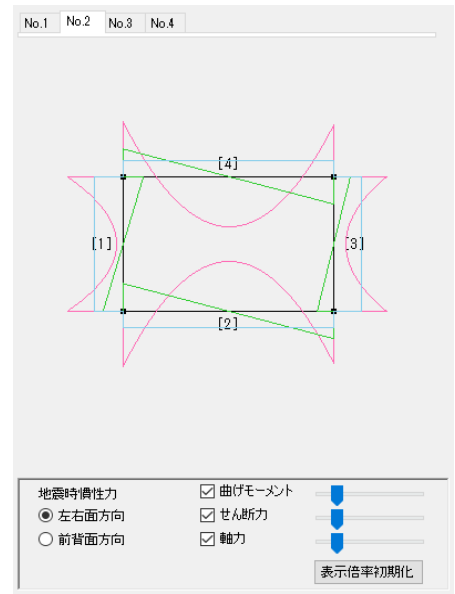 No.1 No.2 No.3 No.4
[4]
[1] [3]
[2]
地震時慣性力
左右面方向
前背面方向
曲げモーメント
せん断力
軸力
表示倍率初期化